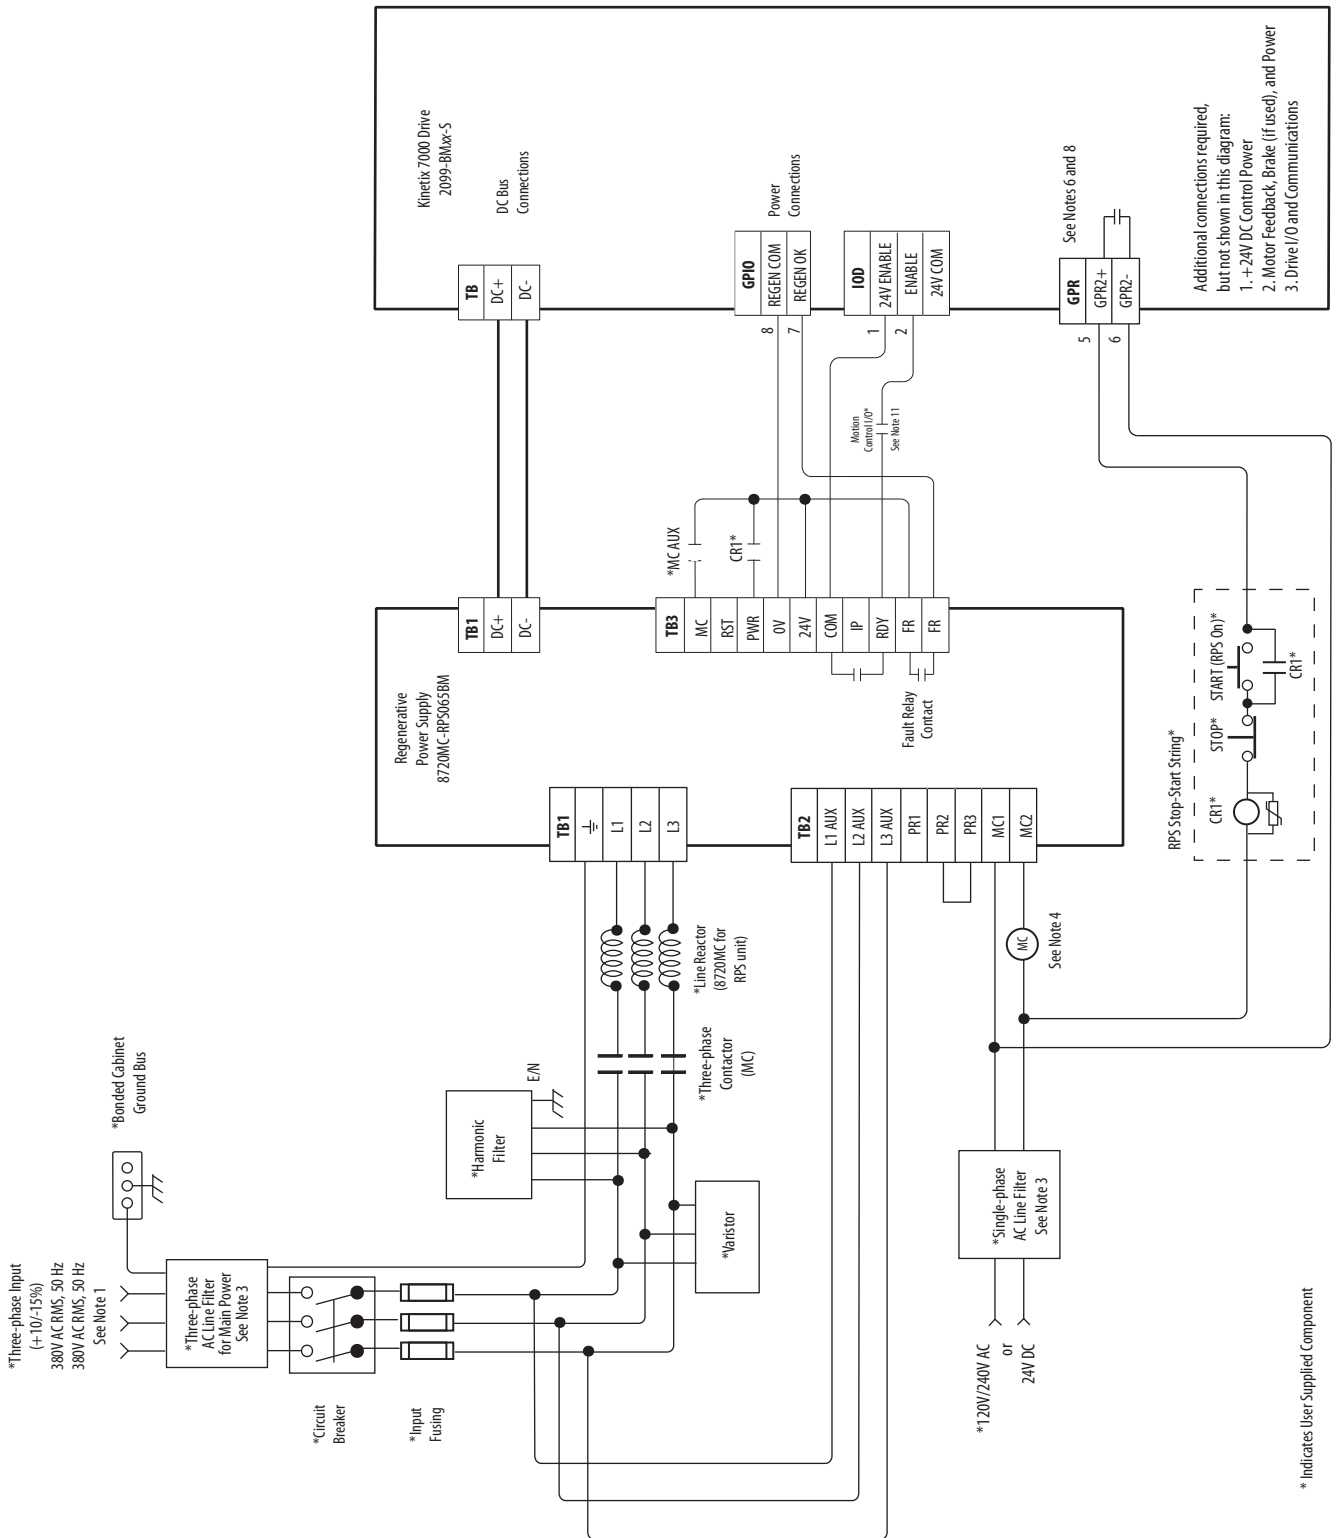 *Three-phase Input
(+10/-15%)
380V AC RMS, 50 Hz
380V AC RMS, 50 Hz
See Note 1
*Bonded Cabinet
Ground Bus
*Three-phase
AC Line Filter
for Main Power
See Note 3
*Circuit
Breaker
*Input
Fusing
*Harmonic
Filter
E/N
*Varistor
*Three-phase
Contactor
(MC)
*Line Reactor
(8720MC for
RPS unit)
*120V/240V AC
or
24V DC
*Single-phase
AC Line Filter
See Note 3
MC
See Note 4
Regenerative
Power Supply
8720MC-RPS065BM
TB1
L1
L2
L3
TB2
L1 AUX
L2 AUX
L3 AUX
PR1
PR2
PR3
MC1
MC2
TB1
DC+
DC-
TB3
MC
RST
PWR
0V
24V
COM
IP
RDY
FR
FR
Fault Relay
Contact
*MC AUX
CR1*
Motion
Control I/O*
See Note 11
RPS Stop-Start String*
CR1*
STOP*
START (RPS On)*
CR1*
Kinetix 7000 Drive
2099-BMxx-S
TB
DC+
DC-
DC Bus
Connections
GPIO
REGEN COM
REGEN OK
8
7
Power
Connections
IOD
24V ENABLE
ENABLE
24V COM
1
2
GPR
GPR2+
GPR2-
5
6
See Notes 6 and 8
Additional connections required,
but not shown in this diagram:
1. +24V DC Control Power
2. Motor Feedback, Brake (if used), and Power
3. Drive I/O and Communications
* Indicates User Supplied Component